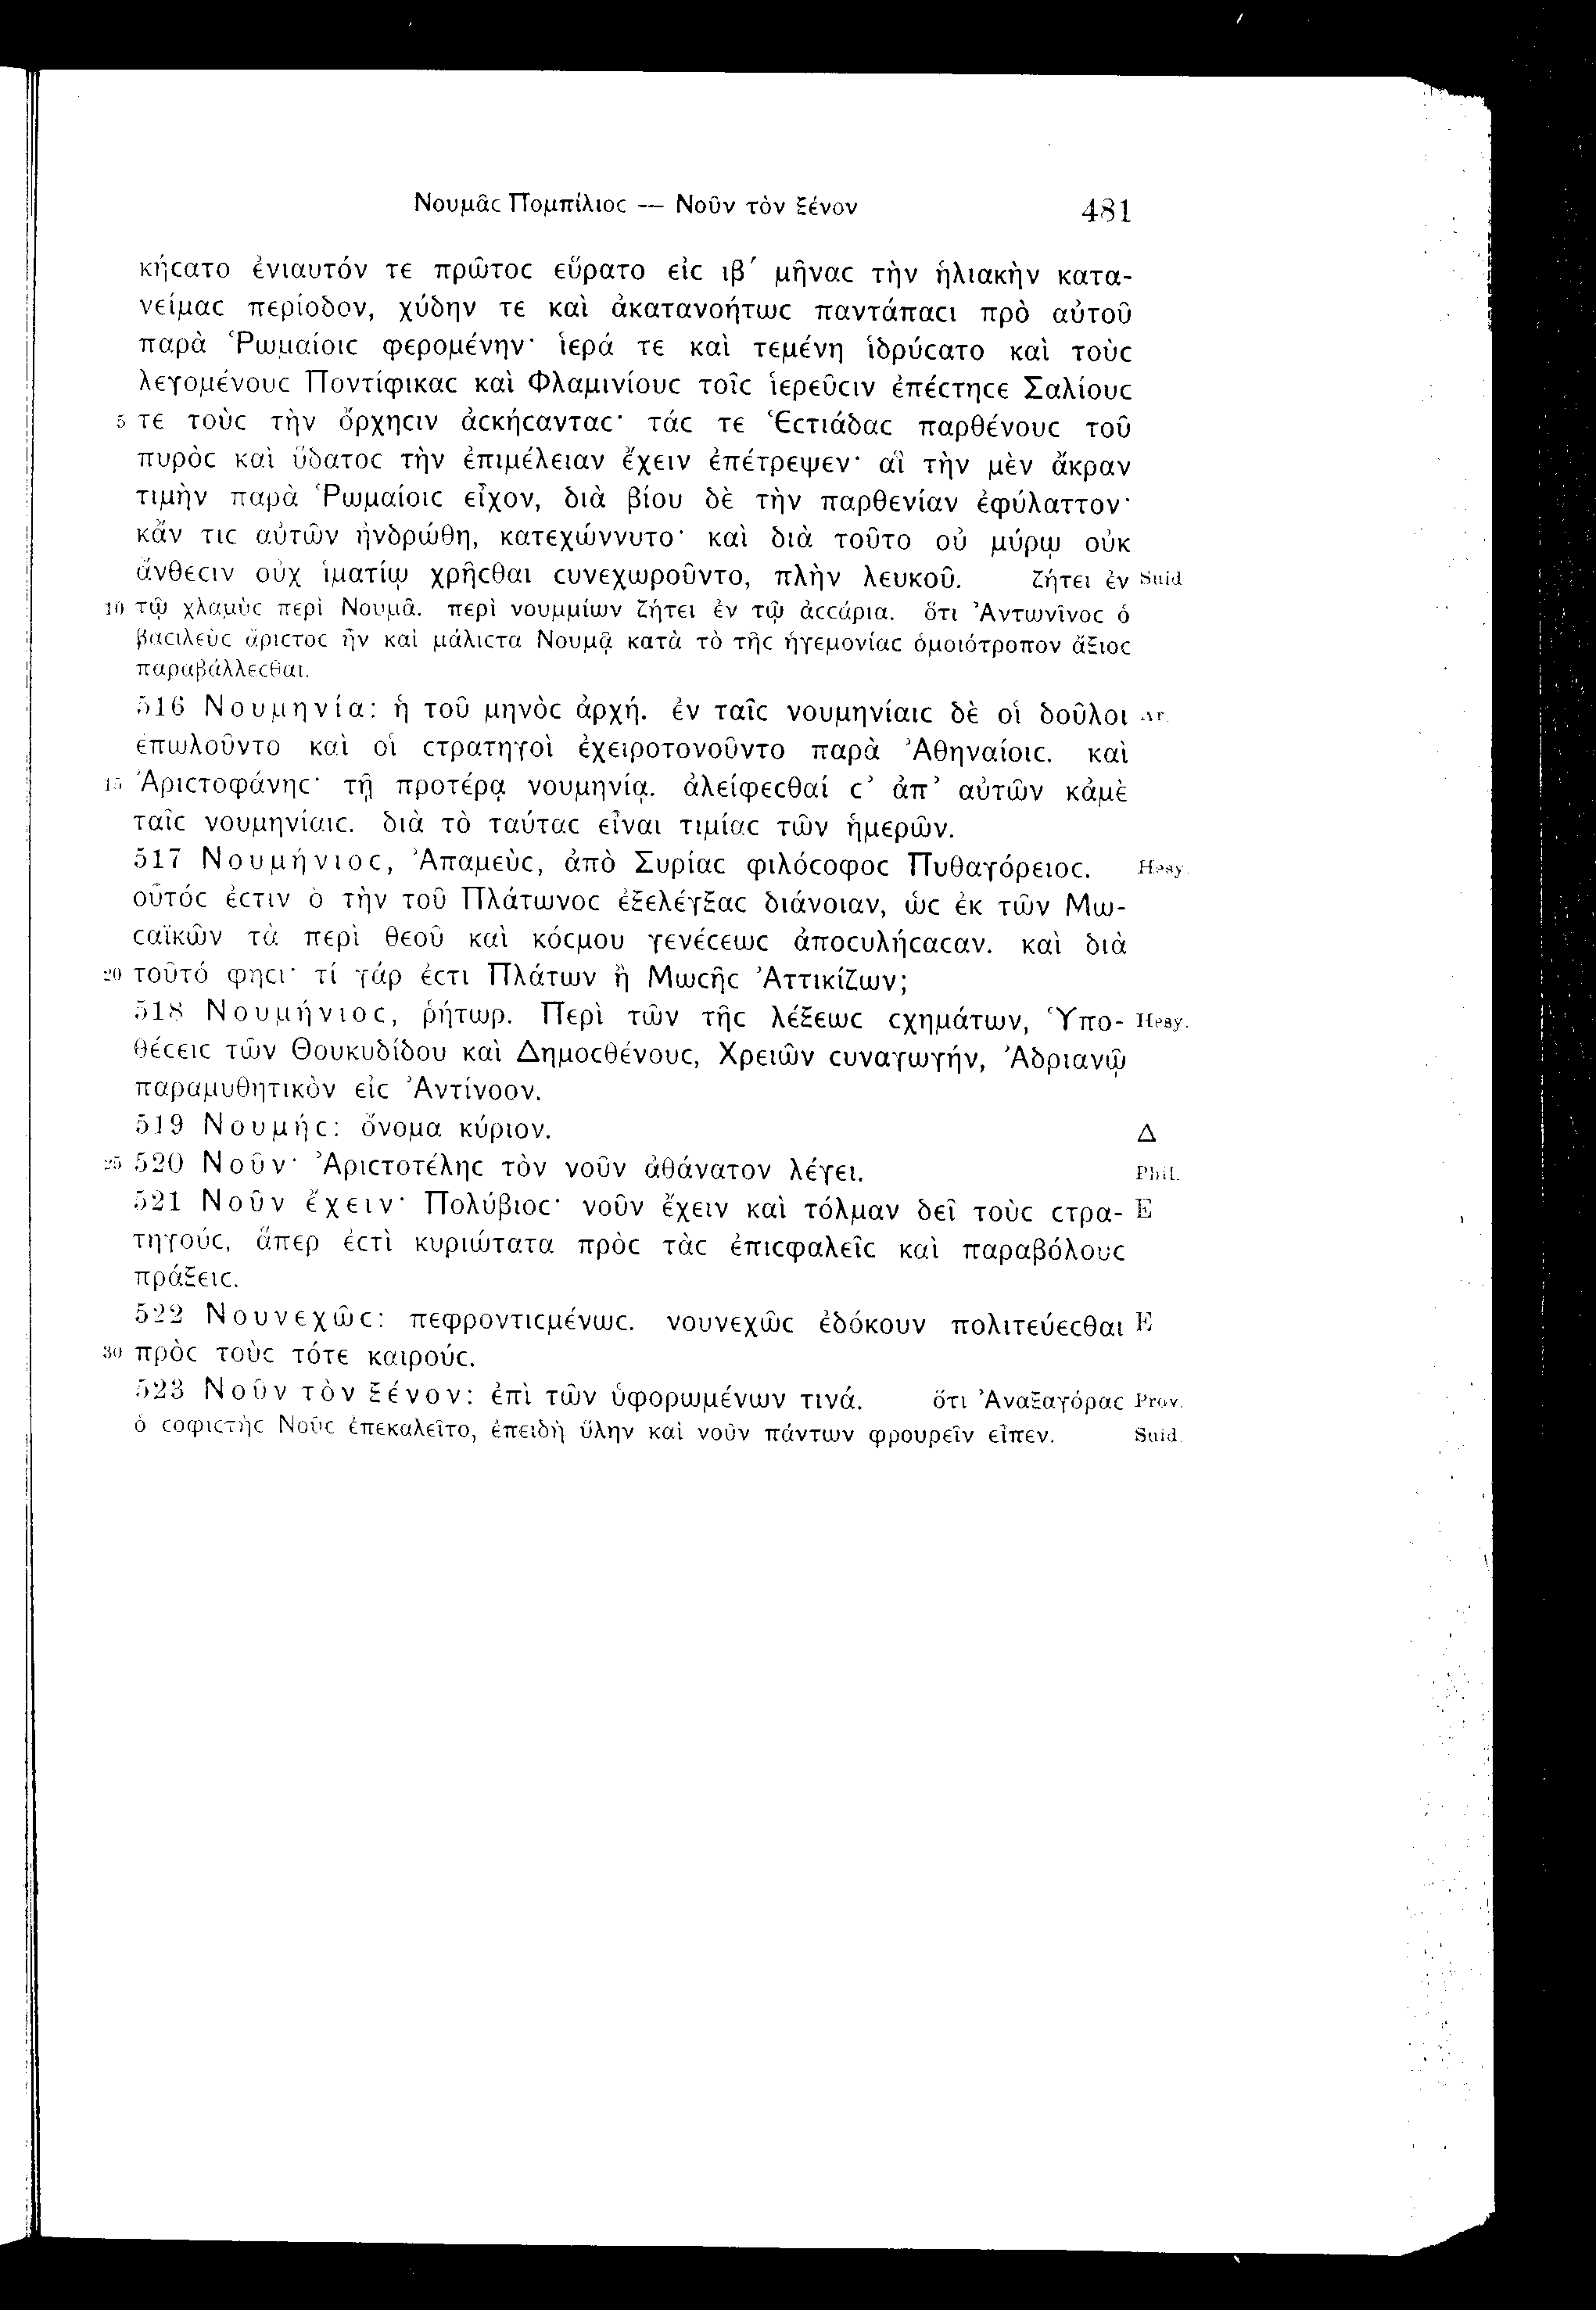 Νουμᾶϲ Πομπίλιοϲ — Νοῦν τὸν ξένον 481
κήϲατο ἐνιαυτόν τε πρῶτοϲ εὕρατο εἰϲ ιβ′ μῆναϲ τὴν ἡλιακὴν κατα-
νείμαϲ περίοδον, χύδην τε καὶ ἀκατανοήτωϲ παντάπαϲι πρὸ αὐτοῦ
παρὰ Ῥωμαίοιϲ φερομένην· ἱερά τε καὶ τεμένη ἱδρύϲατο καὶ τοὺϲ
λεγομένουϲ Ποντίφικαϲ καὶ Φλαμινίουϲ τοῖϲ ἱερεῦϲιν ἐπέϲτηϲε Σαλίουϲ
5 τε τοὺϲ τὴν ὄρχηϲιν ἀϲκήϲανταϲ· τάϲ τε Ἑϲτιάδαϲ παρθένουϲ τοῦ
πυρὸϲ καὶ ὕδατοϲ τὴν ἐπιμέλειαν ἔχειν ἐπέτρεψεν· αἳ τὴν μὲν ἄκραν
τιμὴν παρὰ Ῥωμαίοιϲ εἶχον, διὰ βίου δὲ τὴν παρθενίαν ἐφύλαττον·
κἄν τιϲ αὐτῶν ἠνδρώθη, κατεχώννυτο· καὶ διὰ τοῦτο οὐ μύρῳ οὐκ
ἄνθεϲιν οὐχ ἱματίῳ χρῆϲθαι ϲυνεχωροῦντο, πλὴν λευκοῦ. ζήτει ἐν Suid
10 τῷ χλαμὺϲ περὶ Νουμᾶ. περὶ νουμμίων ζήτει ἐν τῷ ἀϲϲάρια. ὅτι Ἀντωνῖνοϲ ὁ
βαϲιλεὺϲ ἄριϲτοϲ ἦν καὶ μάλιϲτα Νουμᾷ κατὰ τὸ τῆϲ ἡγεμονίαϲ ὁμοιότροπον ἄξιοϲ
παραβάλλεϲθαι.
516 Νουμηνία: ἡ τοῦ μηνὸϲ ἀρχή. ἐν ταῖϲ νουμηνίαιϲ δὲ οἱ δοῦλοι Ar.
ἐπωλοῦντο καὶ οἱ ϲτρατηγοὶ ἐχειροτονοῦντο παρὰ Ἀθηναίοιϲ. καὶ
15 Ἀριϲτοφάνηϲ· τῇ προτέρᾳ νουμηνίᾳ. ἀλείφεϲθαί ϲ’ ἀπ’ αὐτῶν κἀμὲ
ταῖϲ νουμηνίαιϲ. διὰ τὸ ταύταϲ εἶναι τιμίαϲ τῶν ἡμερῶν.
517 Νουμήνιοϲ, Ἀπαμεὺϲ, ἀπὸ Συρίαϲ φιλόϲοφοϲ Πυθαγόρειοϲ. Hesy.
οὗτόϲ ἐϲτιν ὁ τὴν τοῦ Πλάτωνοϲ ἐξελέγξαϲ διάνοιαν, ὡϲ ἐκ τῶν Μω-
ϲαϊκῶν τὰ περὶ θεοῦ καὶ κόϲμου γενέϲεωϲ ἀποϲυλήϲαϲαν. καὶ διὰ
20 τοῦτό φηϲι· τί γάρ ἐϲτι Πλάτων ἢ Μωϲῆϲ Ἀττικίζων;
518 Νουμήνιοϲ, ῥήτωρ. Περὶ τῶν τῆϲ λέξεωϲ ϲχημάτων, Ὑπο- Hesy.
θέϲειϲ τῶν Θουκυδίδου καὶ Δημοϲθένουϲ, Χρειῶν ϲυναγωγήν, Ἀδριανῷ
παραμυθητικὸν εἰϲ Ἀντίνοον.
519 Νουμήϲ: ὄνομα κύριον. Δ
25 520 Νοῦν· Ἀριϲτοτέληϲ τὸν νοῦν ἀθάνατον λέγει. Phil.
521 Νοῦν ἔχειν· Πολύβιοϲ· νοῦν ἔχειν καὶ τόλμαν δεῖ τοὺϲ ϲτρα- E
τηγούϲ, ἅπερ ἐϲτὶ κυριώτατα πρὸϲ τὰϲ ἐπιϲφαλεῖϲ καὶ παραβόλουϲ
πράξειϲ.
522 Νουνεχῶϲ: πεφροντιϲμένωϲ. νουνεχῶϲ ἐδόκουν πολιτεύεϲθαι E
30 πρὸϲ τοὺϲ τότε καιρούϲ.
523 Νοῦν τὸν ξένον: ἐπὶ τῶν ὑφορωμένων τινά. ὅτι Ἀναξαγόραϲ Prov.
ὁ ϲοφιϲτὴϲ Νοῦϲ ἐπεκαλεῖτο, ἐπειδὴ ὕλην καὶ νοῦν πάντων φρουρεῖν εἶπεν. Suid.